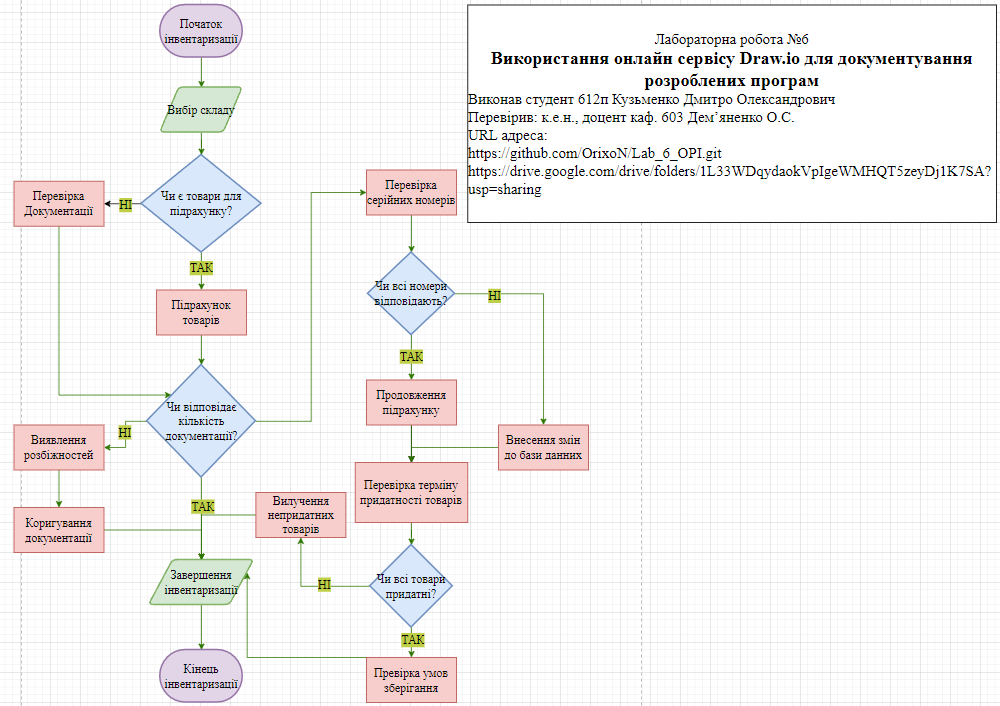 Початок
інвентаризації
Вибір складу
Чи є товари для
підрахунку?
НІ
Перевірка
Документації
ТАК
Підрахунок
товарів
Чи відповідає
кількість
документації?
НІ
Виявлення
розбіжностей
Коригування
документації
ТАК
Завершення
інвентаризації
Кінець
інвентаризації
Перевірка
серійних номерів
Чи всі номери
відповідають?
НІ
ТАК
Продовження
підрахунку
Внесення змін
до бази данних
Перевірка терміну
придатності товарів
Вилучення
непридатних
товарів
Чи всі товари
придатні?
НІ
ТАК
Превірка умов
зберігання
Лабораторна робота №6
Використання онлайн сервісу Draw.io для документування
розроблених програм
Виконав студент 612п Кузьменко Дмитро Олександрович
Перевірив: к.е.н., доцент каф. 603 Дем’яненко О.С.
URL адреса:
https://github.com/OrixoN/Lab_6_OPI.git
https://drive.google.com/drive/folders/1L33WDqydaokVpIgeWMHQT5zeyDj1K7SA?
usp=sharing